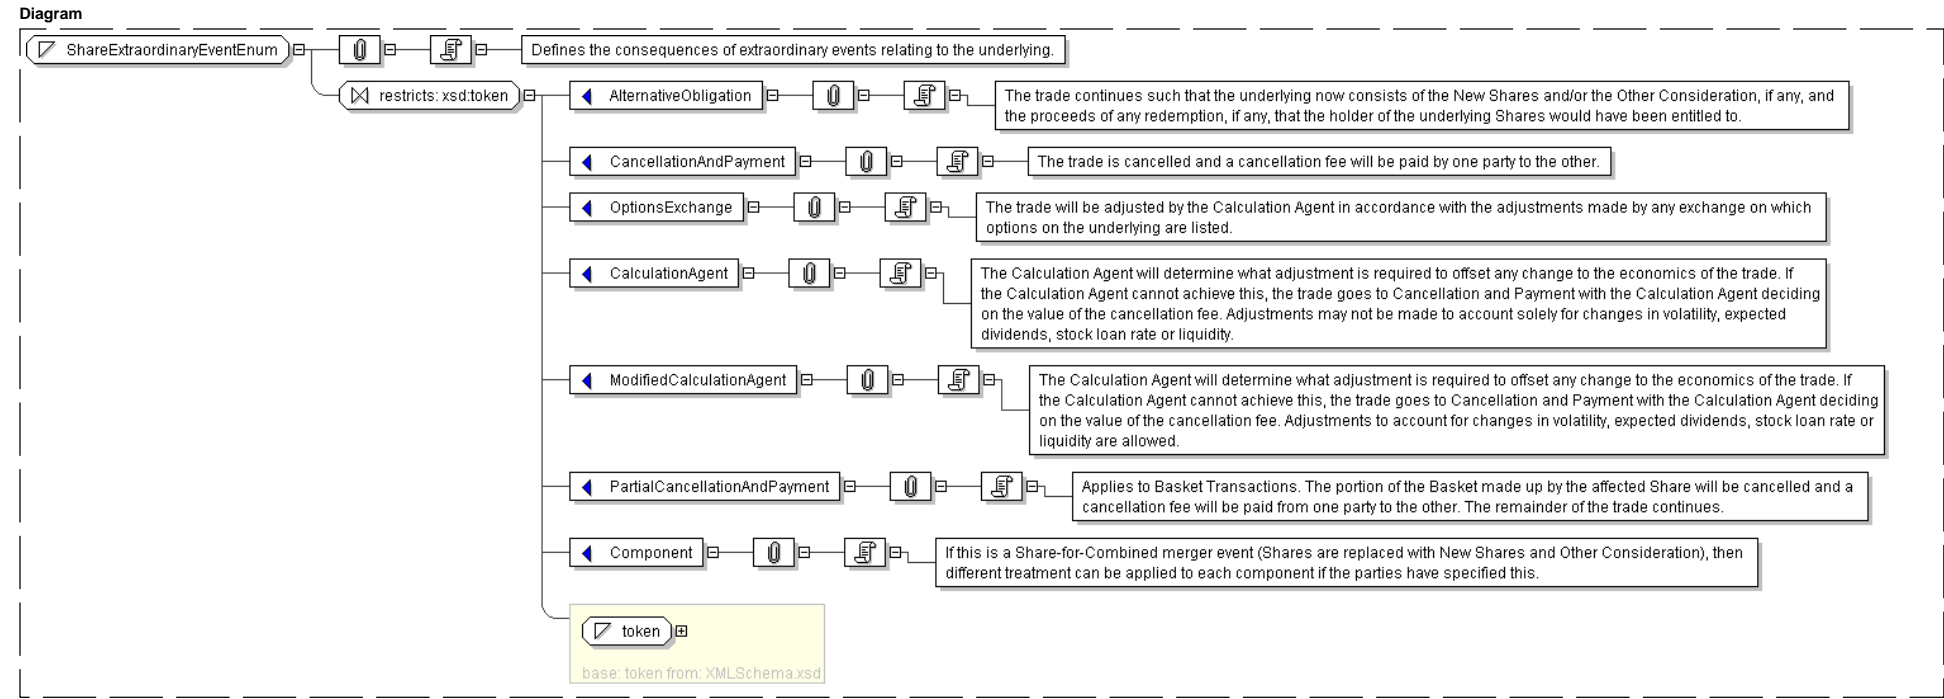 Diagram
ShareExtraordinaryEventEnum
Defines the consequences of extraordinary events relating to the underlying.
restricts: xsd:token
AlternativeObligation
The trade continues such that the underlying now consists of the New Shares and/or the Other Consideration, if any, and
the proceeds of any redemption, if any, that the holder of the underlying Shares would have been entitled to.
CancellationAndPayment
The trade is cancelled and a cancellation fee will be paid by one party to the other.
OptionsExchange
The trade will be adjusted by the Calculation Agent in accordance with the adjustments made by any exchange on which
options on the underlying are listed.
CalculationAgent
The Calculation Agent will determine what adjustment is required to offset any change to the economics of the trade. If
the Calculation Agent cannot achieve this, the trade goes to Cancellation and Payment with the Calculation Agent deciding
on the value of the cancellation fee. Adjustments may not be made to account solely for changes in volatility, expected
dividends, stock loan rate or liquidity.
ModifiedCalculationAgent
The Calculation Agent will determine what adjustment is required to offset any change to the economics of the trade. If
the Calculation Agent cannot achieve this, the trade goes to Cancellation and Payment with the Calculation Agent deciding
on the value of the cancellation fee. Adjustments to account for changes in volatility, expected dividends, stock loan rate or
liquidity are allowed.
PartialCancellationAndPayment
Applies to Basket Transactions. The portion of the Basket made up by the affected Share will be cancelled and a
cancellation fee will be paid from one party to the other. The remainder of the trade continues.
Component
If this is a Share-for-Combined merger event (Shares are replaced with New Shares and Other Consideration), then
different treatment can be applied to each component if the parties have specified this.
token
base: token from: XMLSchema.xsd